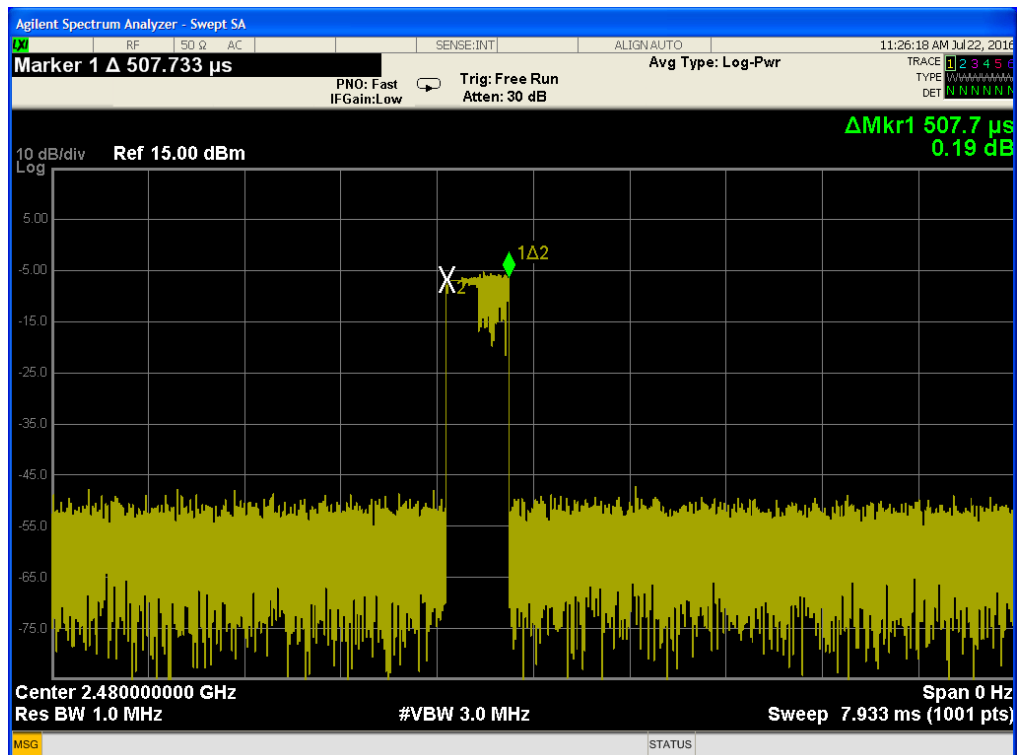 Agilent Spectrum Analyzer - Swept SA
LXI RF 50 Ω AC SENSE:INT ALIGN AUTO 11:26:18 AM Jul 22, 2016
Marker 1 Δ 507.733 µs
PNO: Fast
IFGain:Low
Trig: Free Run
Atten: 30 dB
Avg Type: Log-Pwr
TRACE 1 2 3 4 5 6
TYPE
DET N N N N N N
ΔMkr1 507.7 µs
0.19 dB
10 dB/div Ref 15.00 dBm
Log
5.00
-5.00
1Δ2
2
-15.0
-25.0
-35.0
-45.0
-55.0
-65.0
-75.0
Center 2.480000000 GHz Span 0 Hz
Res BW 1.0 MHz #VBW 3.0 MHz Sweep 7.933 ms (1001 pts)
MSG STATUS